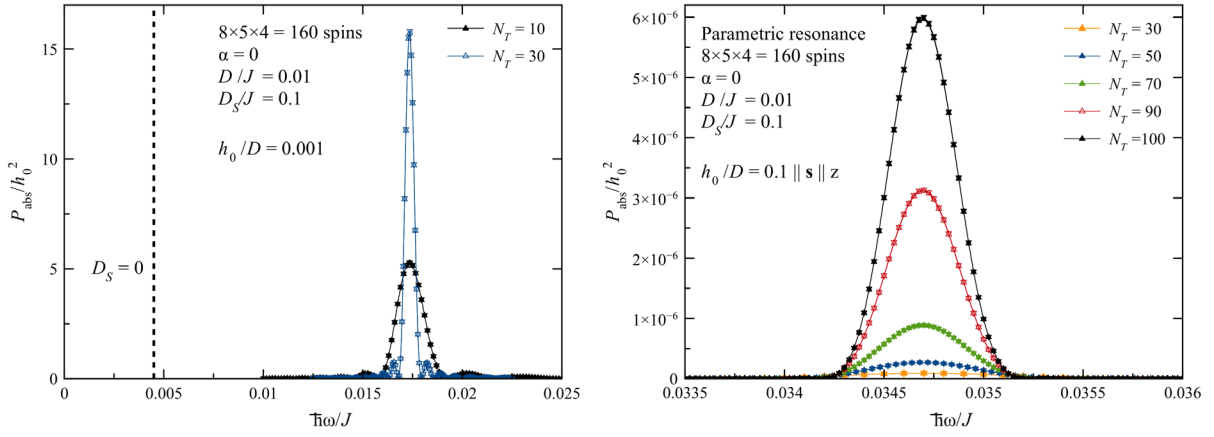 8×5×4 = 160 spins
α = 0
D /J = 0.01
D_S/J = 0.1
h_0 /D = 0.001
N_T = 10
N_T = 30
D_S = 0
P_abs/h_0^2
15
10
5
0
0
0.005
0.01
0.015
0.02
0.025
ħω/J
Parametric resonance
8×5×4 = 160 spins
α = 0
D /J = 0.01
D_S/J = 0.1
h_0 /D = 0.1 || s || z
N_T = 30
N_T = 50
N_T = 70
N_T = 90
N_T =100
P_abs/h_0^2
6×10^-6
5×10^-6
4×10^-6
3×10^-6
2×10^-6
1×10^-6
0
0.0335
0.034
0.0345
0.035
0.0355
0.036
ħω/J